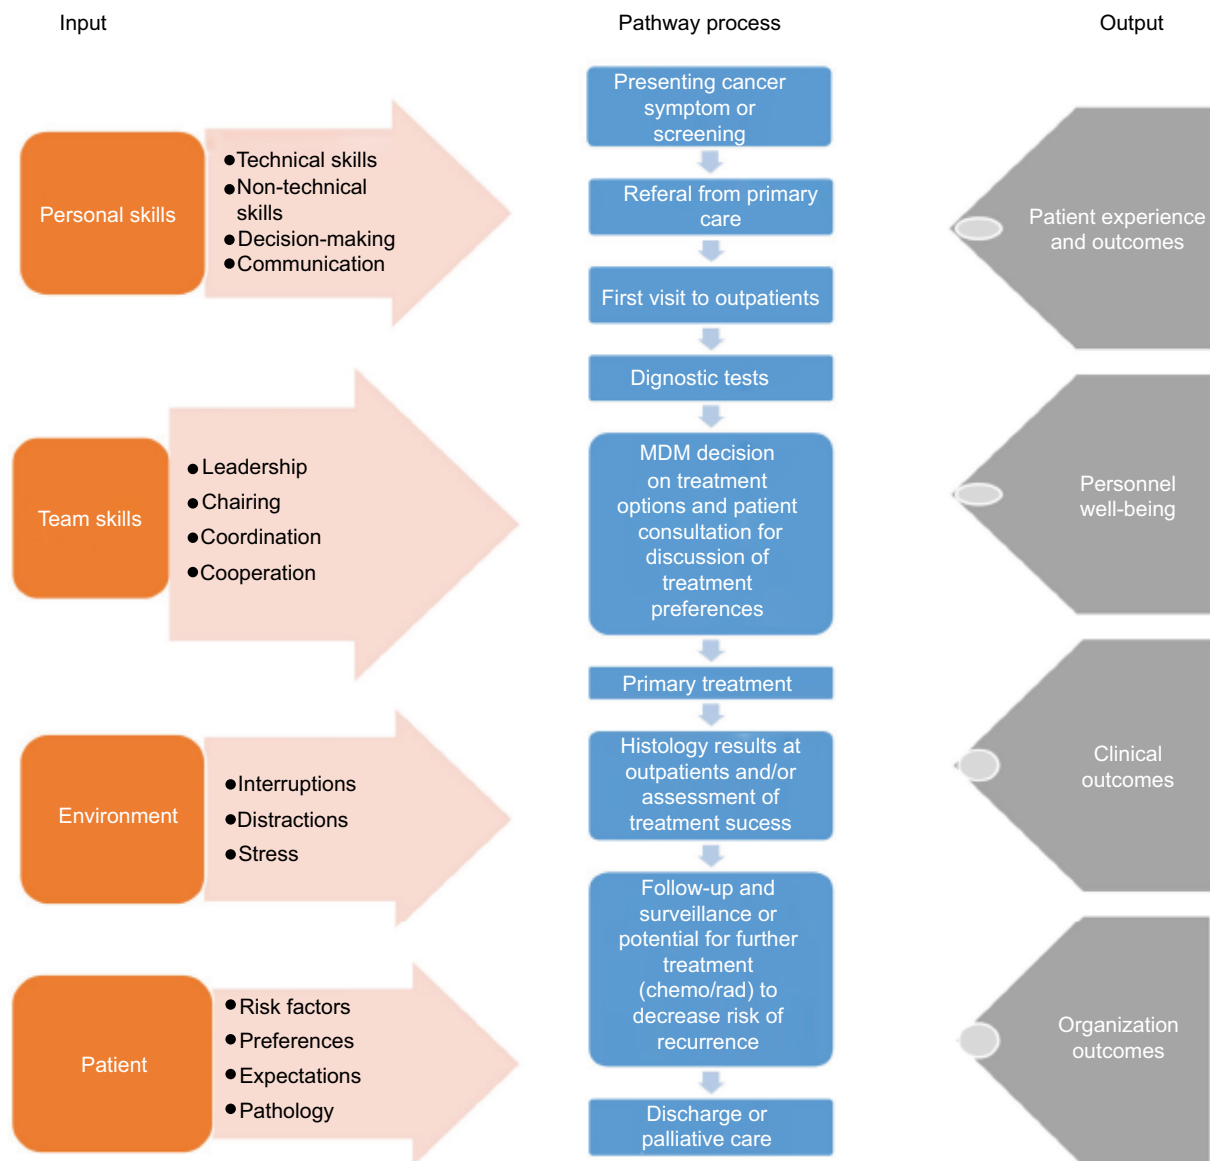 Input
Pathway process
Output
Personal skills
●Technical skills
●Non-technical
skills
●Decision-making
●Communication
Team skills
●Leadership
●Chairing
●Coordination
●Cooperation
Environment
●Interruptions
●Distractions
●Stress
Patient
●Risk factors
●Preferences
●Expectations
●Pathology
Presenting cancer
symptom or
screening
Referal from primary
care
First visit to outpatients
Dignostic tests
MDM decision
on treatment
options and patient
consultation for
discussion of
treatment
preferences
Primary treatment
Histology results at
outpatients and/or
assessment of
treatment sucess
Follow-up and
surveillance or
potential for further
treatment
(chemo/rad) to
decrease risk of
recurrence
Discharge or
palliative care
Patient experience
and outcomes
Personnel
well-being
Clinical
outcomes
Organization
outcomes